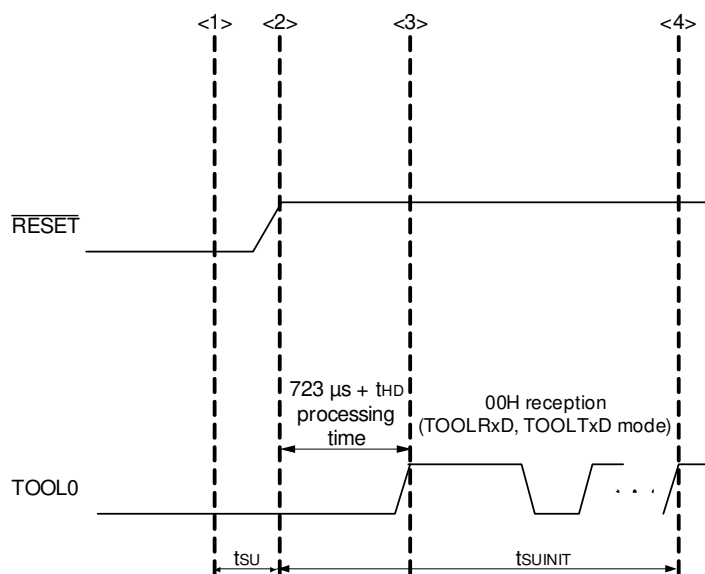 <1> <2> <3> <4>
RESET
723 µs + tHD
processing
time
00H reception
(TOOLRxD, TOOLTxD mode)
TOOL0
. . .
tSU
tSUINIT